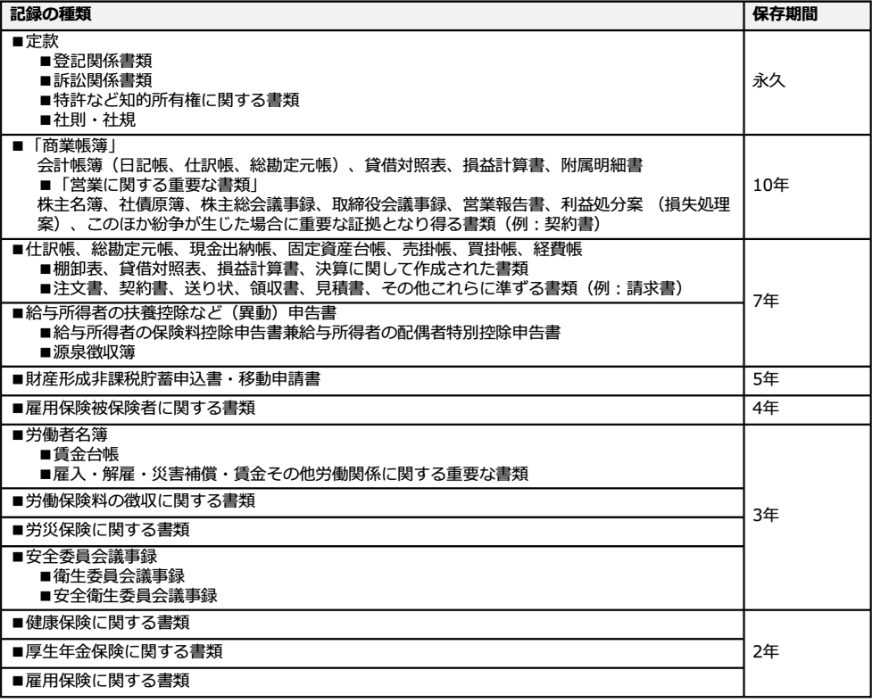 記録の種類 保存期間
■定款
■登記関係書類
■訴訟関係書類
■特許など知的所有権に関する書類
■社則・社規
永久
■「商業帳簿」
会計帳簿（日記帳、仕訳帳、総勘定元帳）、貸借対照表、損益計算書、附属明細書
■「営業に関する重要な書類」
株主名簿、社債原簿、株主総会議事録、取締役会議事録、営業報告書、利益処分案 （損失処理
案）、このほか紛争が生じた場合に重要な証拠となり得る書類（例：契約書）
10年
■仕訳帳、総勘定元帳、現金出納帳、固定資産台帳、売掛帳、買掛帳、経費帳
■棚卸表、貸借対照表、損益計算書、決算に関して作成された書類
■注文書、契約書、送り状、領収書、見積書、その他これらに準ずる書類（例：請求書）
7年
■給与所得者の扶養控除など（異動）申告書
■給与所得者の保険料控除申告書兼給与所得者の配偶者特別控除申告書
■源泉徴収簿
■財産形成非課税貯蓄申込書・移動申請書 5年
■雇用保険被保険者に関する書類 4年
■労働者名簿
■賃金台帳
■雇入・解雇・災害補償・賃金その他労働関係に関する重要な書類
■労働保険料の徴収に関する書類
3年
■労災保険に関する書類
■安全委員会議事録
■衛生委員会議事録
■安全衛生委員会議事録
■健康保険に関する書類
■厚生年金保険に関する書類 2年
■雇用保険に関する書類